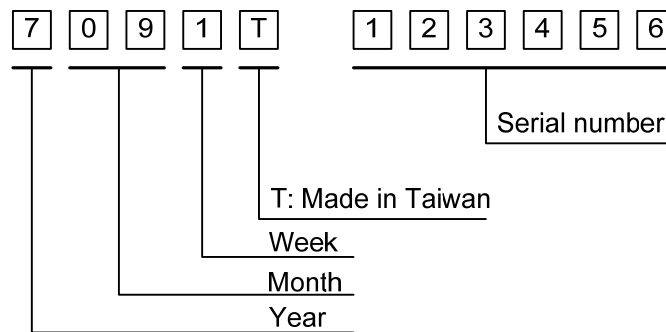 7 0 9 1 T 1 2 3 4 5 6
Serial number
T: Made in Taiwan
Week
Month
Year